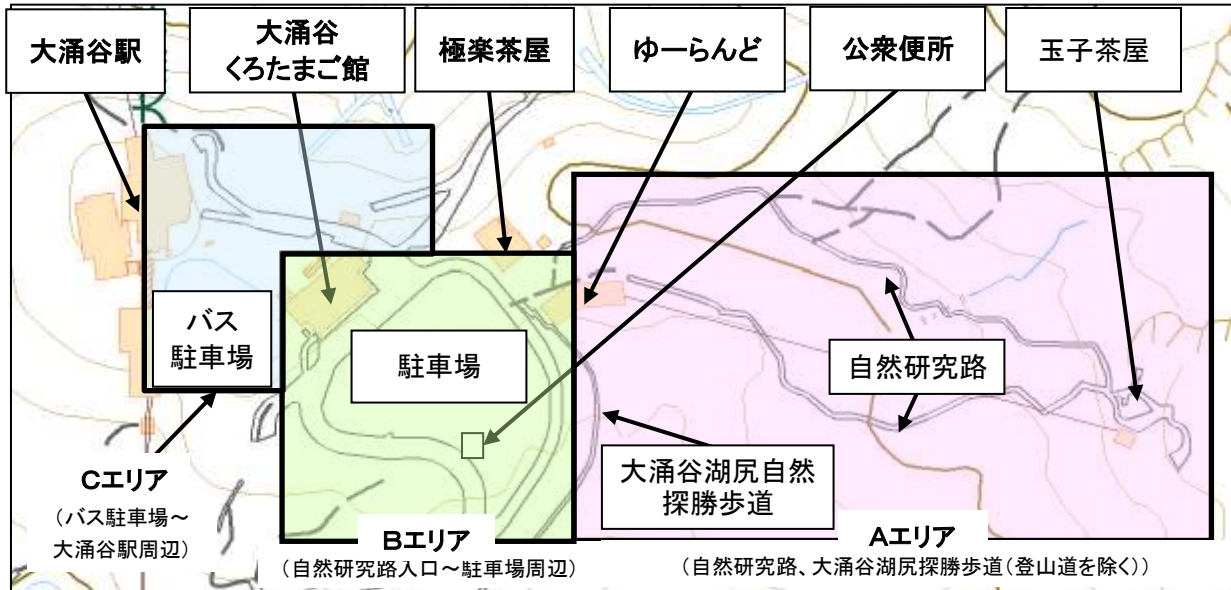 大涌谷駅
大涌谷
くろたまご館
極楽茶屋
ゆーらんど
公衆便所
玉子茶屋
バス
駐車場
駐車場
自然研究路
大涌谷湖尻自然
探勝歩道
Cエリア
(バス駐車場~
大涌谷駅周辺)
Bエリア
(自然研究路入口~駐車場周辺)
Aエリア
(自然研究路、大涌谷湖尻探勝歩道(登山道を除く))